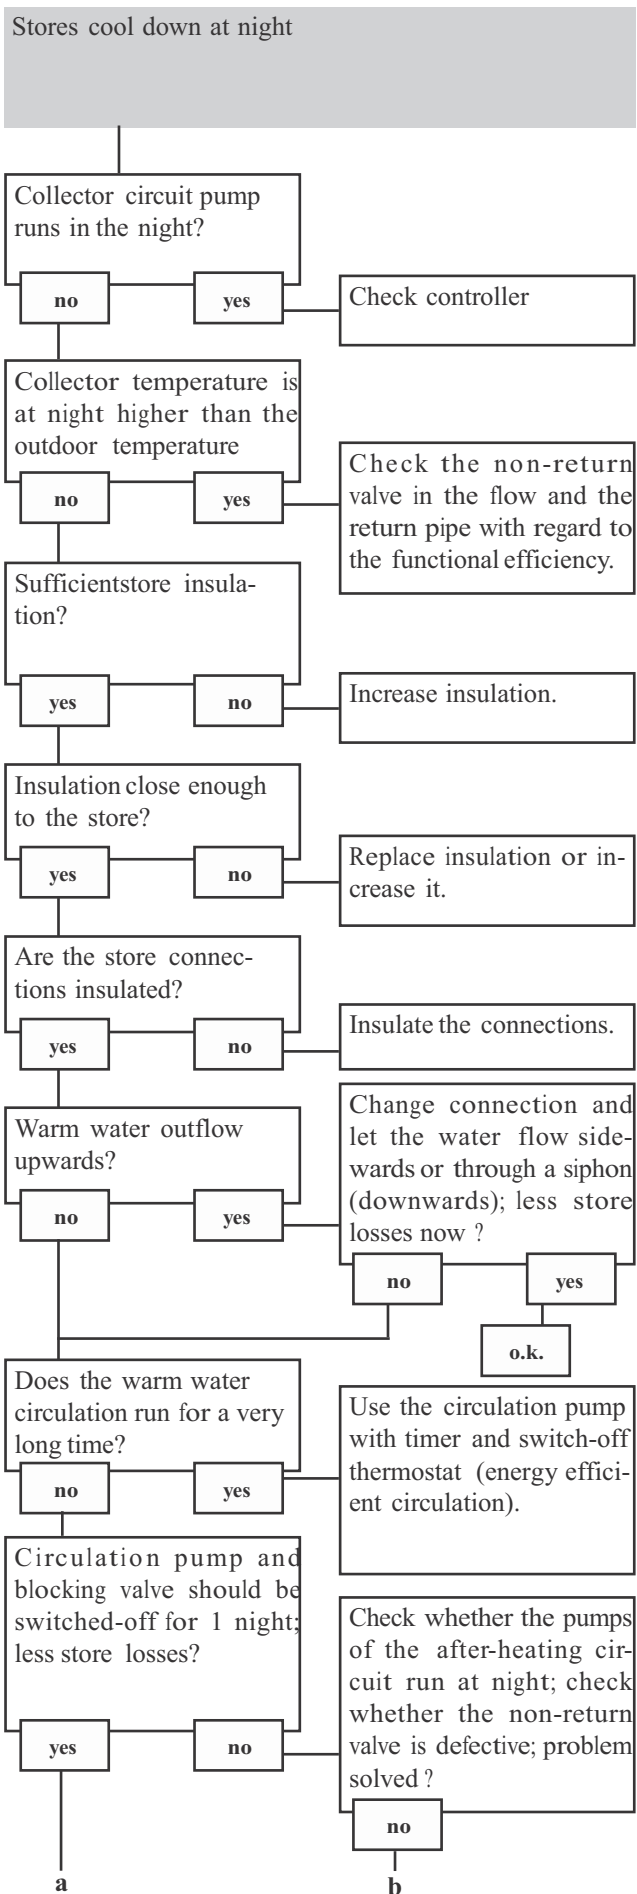 Stores cool down at night
Collector circuit pump
runs in the night?
no
yes
Check controller
Collector temperature is
at night higher than the
outdoor temperature
no
yes
Check the non-return
valve in the flow and the
return pipe with regard to
the functional efficiency.
Sufficientstore insula-
tion?
yes
no
Increase insulation.
Insulation close enough
to the store?
yes
no
Replace insulation or in-
crease it.
Are the store connec-
tions insulated?
yes
no
Insulate the connections.
Warm water outflow
upwards?
no
yes
Change connection and
let the water flow side-
wards or through a siphon
(downwards); less store
losses now ?
no
yes
o.k.
Does the warm water
circulation run for a very
long time?
no
yes
Use the circulation pump
with timer and switch-off
thermostat (energy effici-
ent circulation).
Circulation pump and
blocking valve should be
switched-off for 1 night;
less store losses?
yes
no
Check whether the pumps
of the after-heating cir-
cuit run at night; check
whether the non-return
valve is defective; problem
solved ?
no
a
b